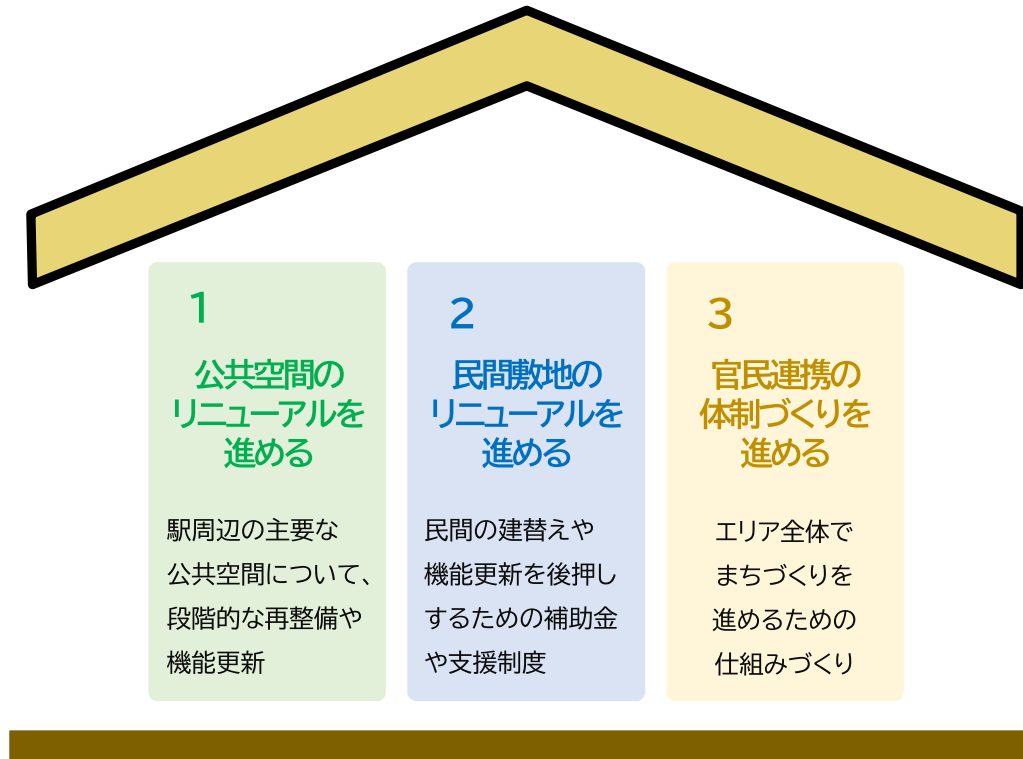 1
公共空間の
リニューアルを
進める
駅周辺の主要な
公共空間について、
段階的な再整備や
機能更新
2
民間敷地の
リニューアルを
進める
民間の建替えや
機能更新を後押し
するための補助金
や支援制度
3
官民連携の
体制づくりを
進める
エリア全体で
まちづくりを
進めるための
仕組みづくり